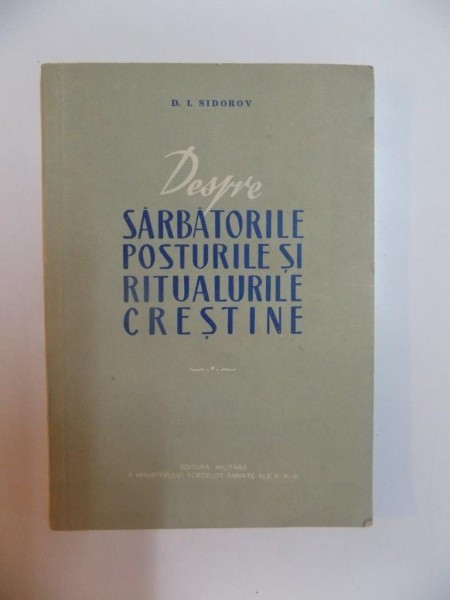 D. I. SIDOROV
Despre
SĂRBĂTORILE
POSTURILE ȘI
RITUALURILE
CREȘTINE
EDITURA MILITARĂ
A MINISTERULUI FORȚELOR ARMATE ALE R. P. R.